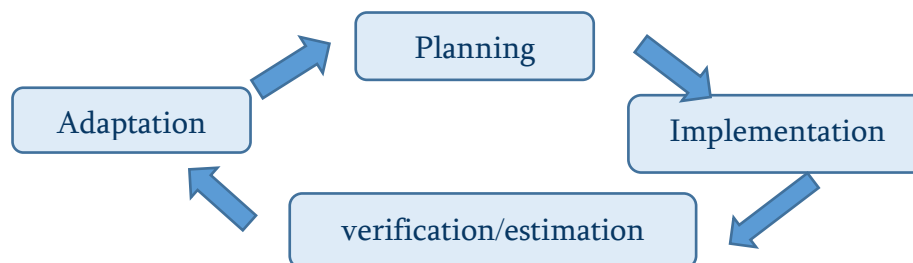 Planning
Adaptation
Implementation
verification/estimation